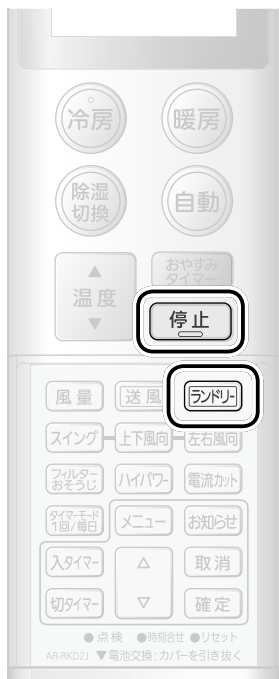 冷房 暖房
除湿
切換
自動
おやすみ
タイマー
温度
停止
風量 送風 ランドリー
スイング 上下風向 左右風向
フィルター
おそうじ
ハイパワー 電流カット
タイマーモード
1回/毎日
メニュー お知らせ
入タイマー 取消
切タイマー 確定
●点検 ●時刻合せ ●リセット
AR-RKD2J ▼電池交換:カバーを引き抜く